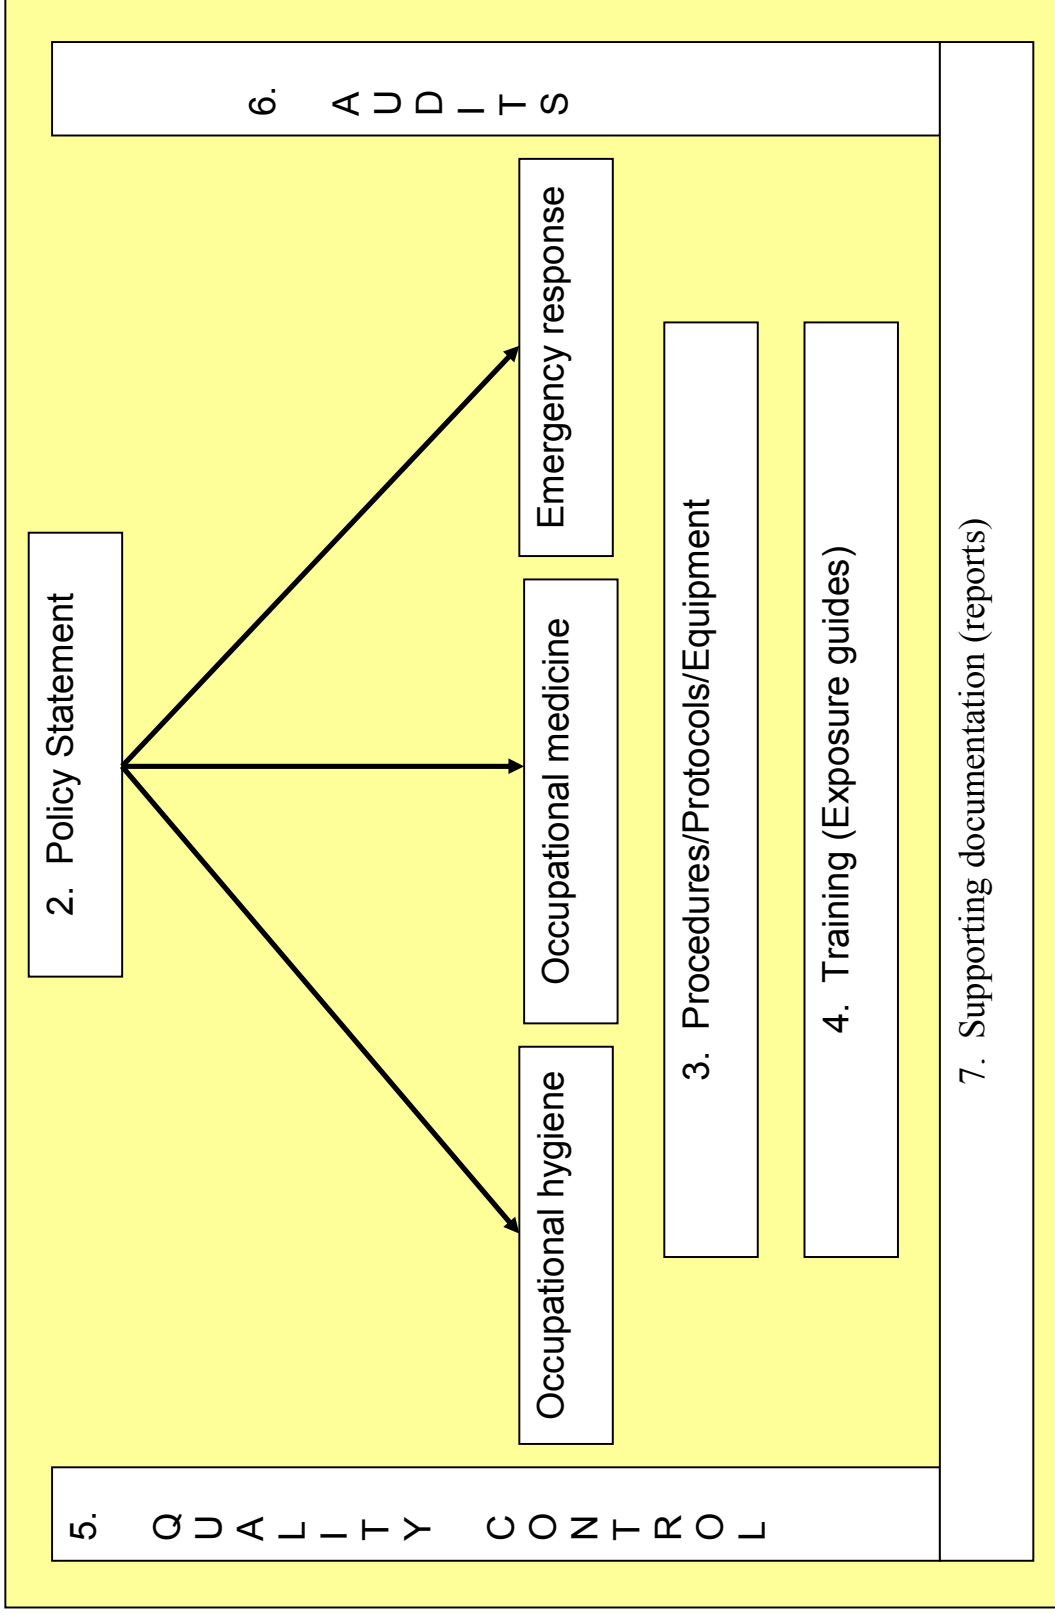 2. Policy Statement
5. QUALITY CONTROL
6. AUDITS
Occupational hygiene
Occupational medicine
Emergency response
3. Procedures/Protocols/Equipment
4. Training (Exposure guides)
7. Supporting documentation (reports)